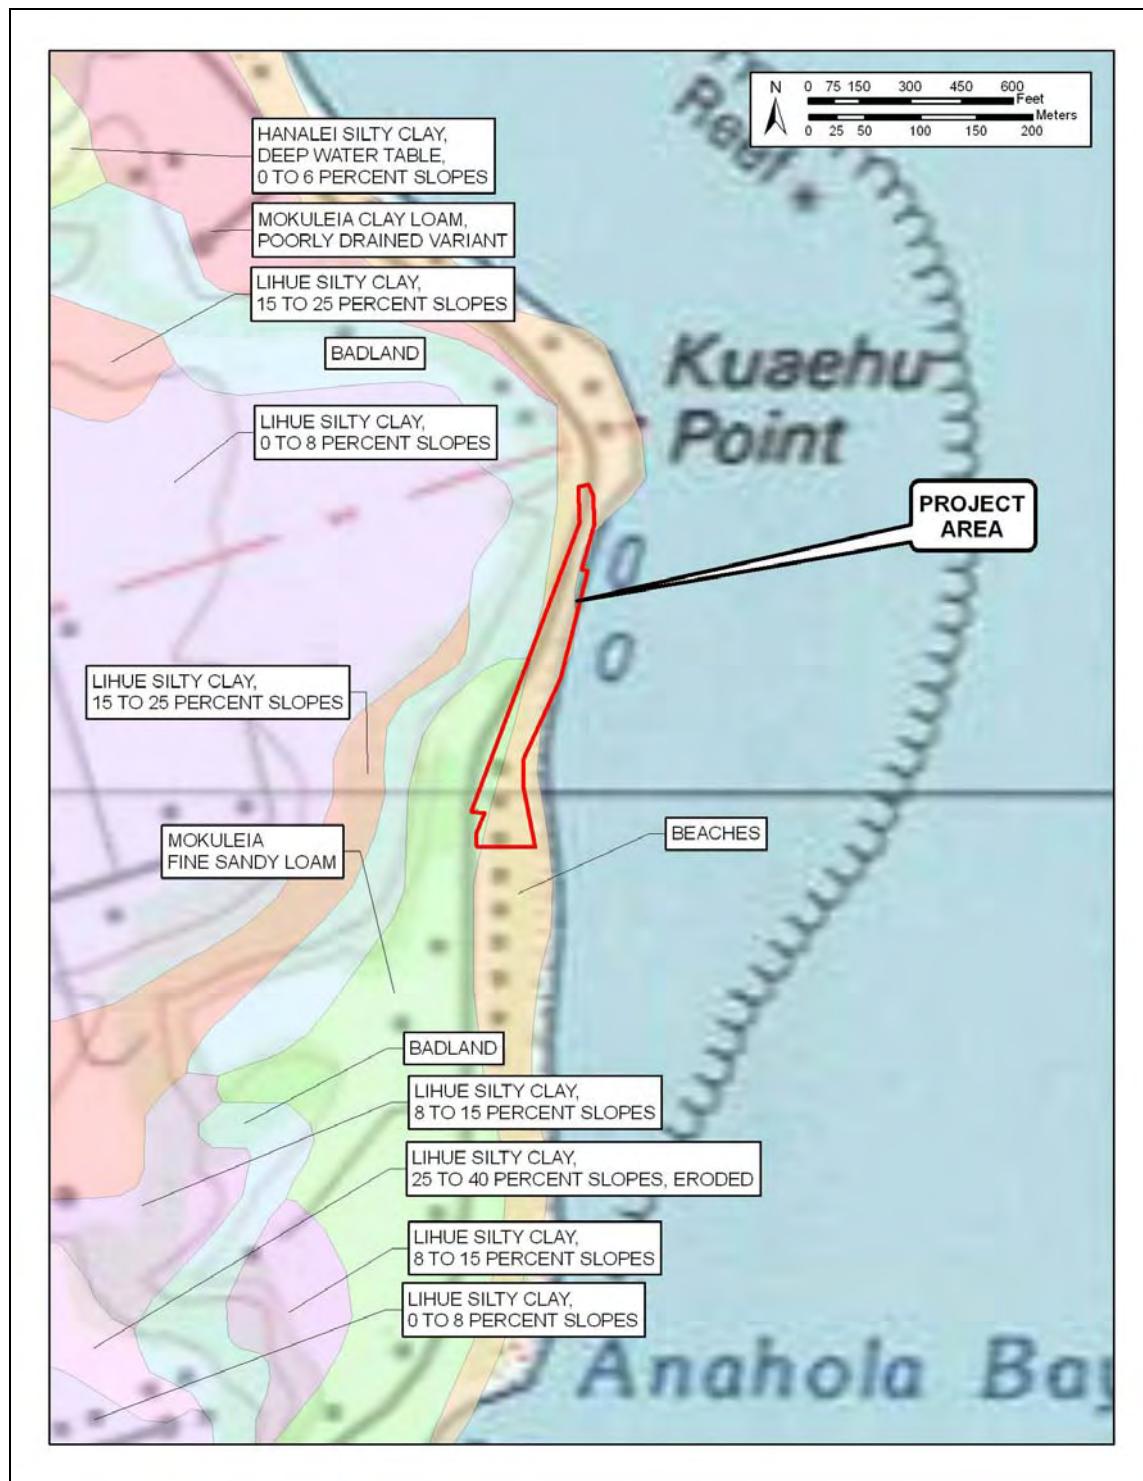 N
0 75 150 300 450 600
Feet
Meters
0 25 50 100 150 200
Reef
HANALEI SILTY CLAY,
DEEP WATER TABLE,
0 TO 6 PERCENT SLOPES
MOKULEIA CLAY LOAM,
POORLY DRAINED VARIANT
LIHUE SILTY CLAY,
15 TO 25 PERCENT SLOPES
BADLAND
Kuaehu
Point
LIHUE SILTY CLAY,
0 TO 8 PERCENT SLOPES
PROJECT
AREA
0
0
LIHUE SILTY CLAY,
15 TO 25 PERCENT SLOPES
MOKULEIA
FINE SANDY LOAM
BEACHES
BADLAND
LIHUE SILTY CLAY,
8 TO 15 PERCENT SLOPES
LIHUE SILTY CLAY,
25 TO 40 PERCENT SLOPES, ERODED
LIHUE SILTY CLAY,
8 TO 15 PERCENT SLOPES
LIHUE SILTY CLAY,
0 TO 8 PERCENT SLOPES
Anahola Bay